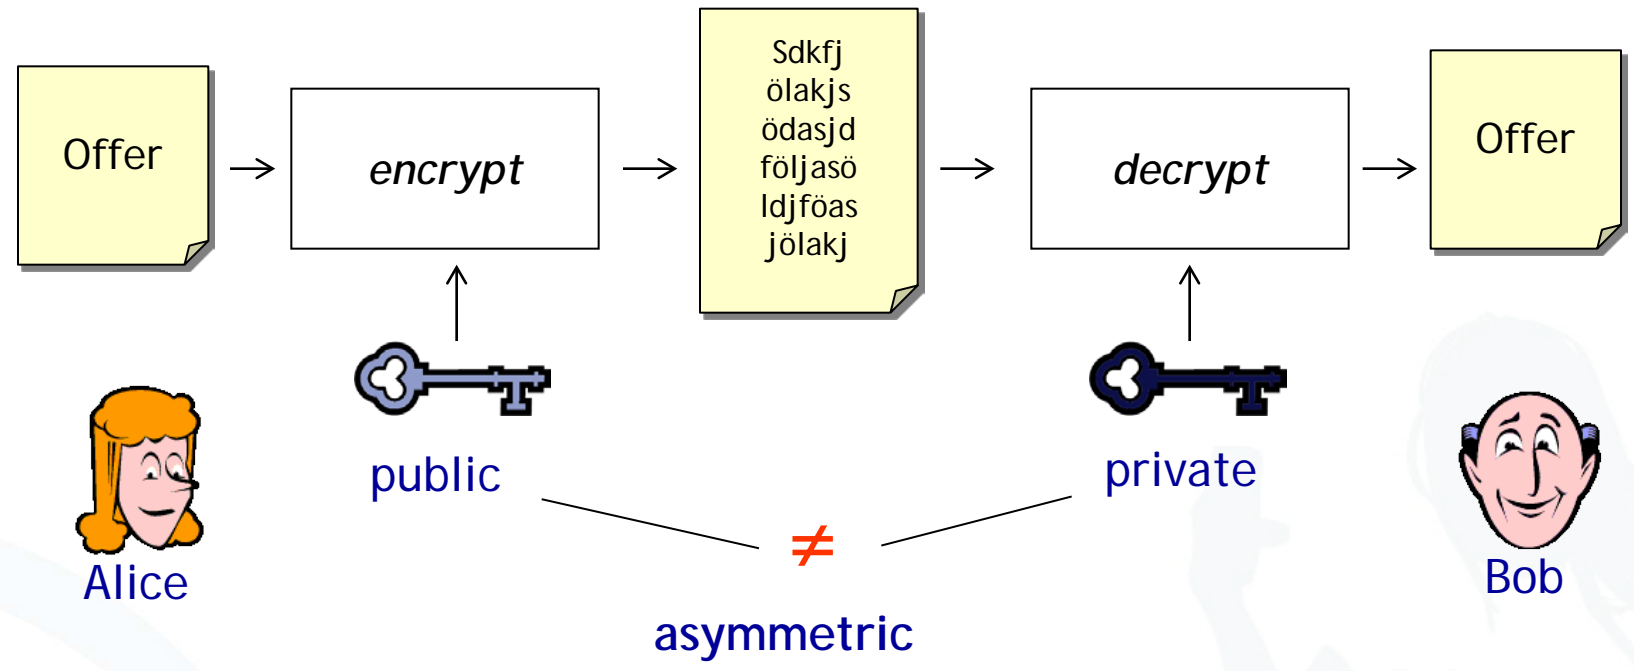 Offer
encrypt
Sdkfj
ölakjs
ödasjd
följasö
ldjföas
jölakj
decrypt
Offer
public
private
≠
Alice
Bob
asymmetric